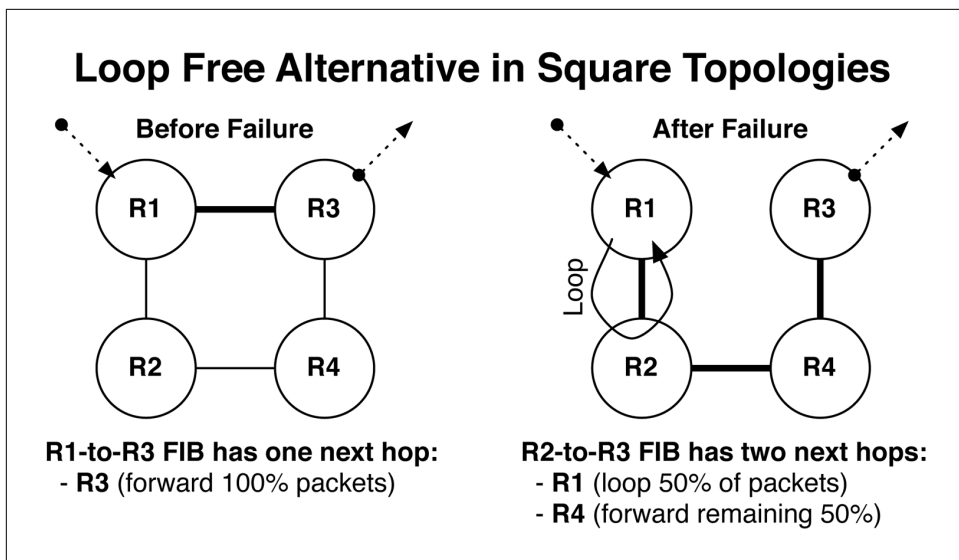 Loop Free Alternative in Square Topologies
Before Failure
R1
R3
R2
R4
R1-to-R3 FIB has one next hop:
- R3 (forward 100% packets)
After Failure
R1
R3
Loop
R2
R4
R2-to-R3 FIB has two next hops:
- R1 (loop 50% of packets)
- R4 (forward remaining 50%)